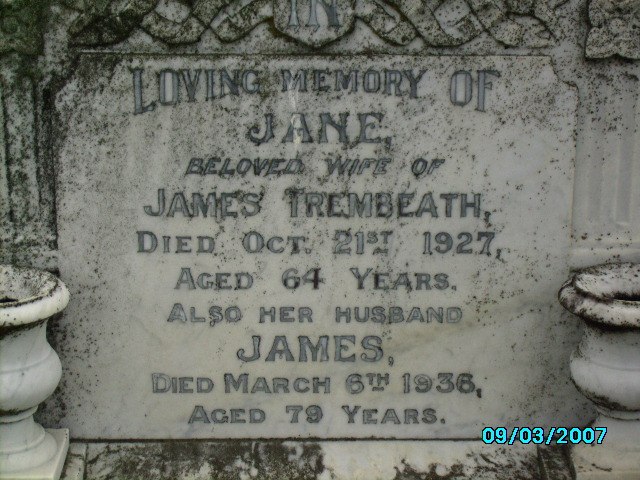 IN
LOVING MEMORY OF
JANE,
BELOVED WIFE OF
JAMES TREMBEATH,
DIED OCT. 21ST 1927,
AGED 64 YEARS.
ALSO HER HUSBAND
JAMES,
DIED MARCH 6TH 1936,
AGED 79 YEARS.
09/03/2007